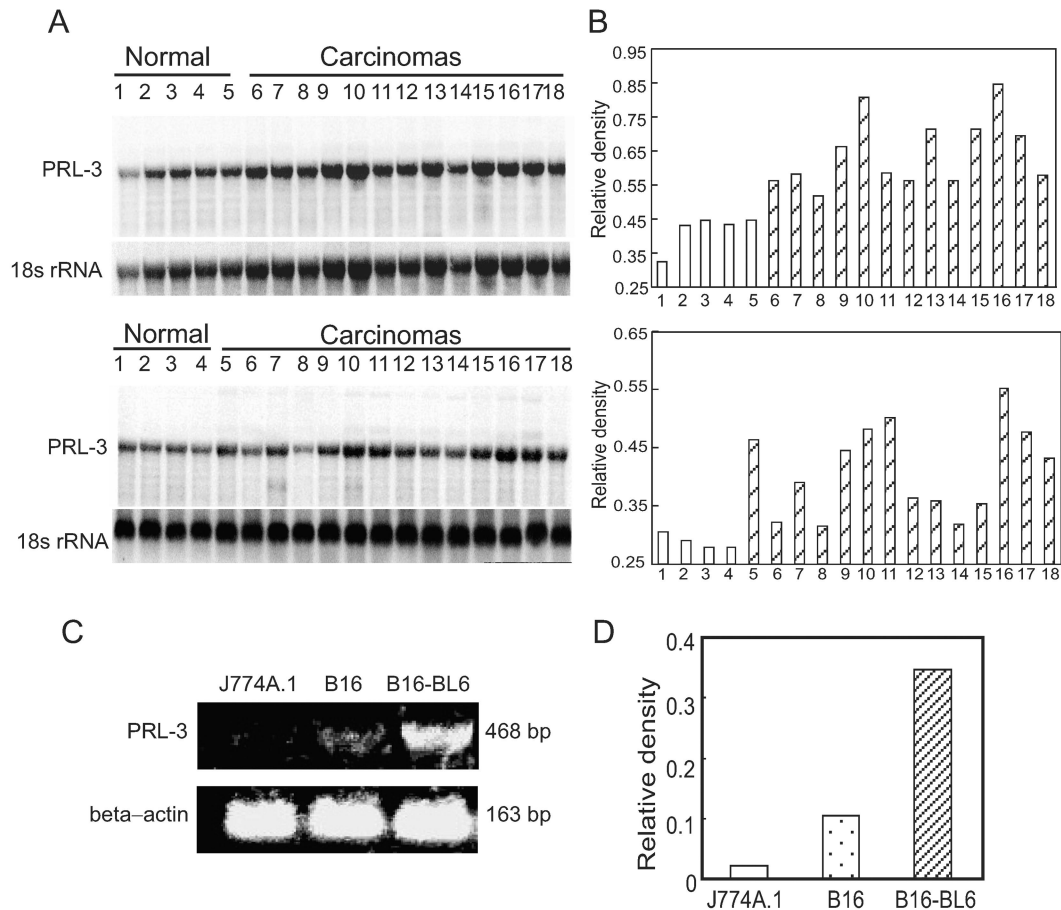 A
Normal Carcinomas
1 2 3 4 5 6 7 8 9 10 11 12 13 14 15 16 17 18
PRL-3
18s rRNA
Normal Carcinomas
1 2 3 4 5 6 7 8 9 10 11 12 13 14 15 16 17 18
PRL-3
18s rRNA
B
Relative density
0.95
0.85
0.75
0.65
0.55
0.45
0.35
0.25
1 2 3 4 5 6 7 8 9 10 11 12 13 14 15 16 17 18
Relative density
0.65
0.55
0.45
0.35
0.25
1 2 3 4 5 6 7 8 9 10 11 12 13 14 15 16 17 18
C
J774A.1 B16 B16-BL6
PRL-3 468 bp
beta–actin 163 bp
D
Relative density
0.4
0.3
0.2
0.1
0
J774A.1 B16 B16-BL6